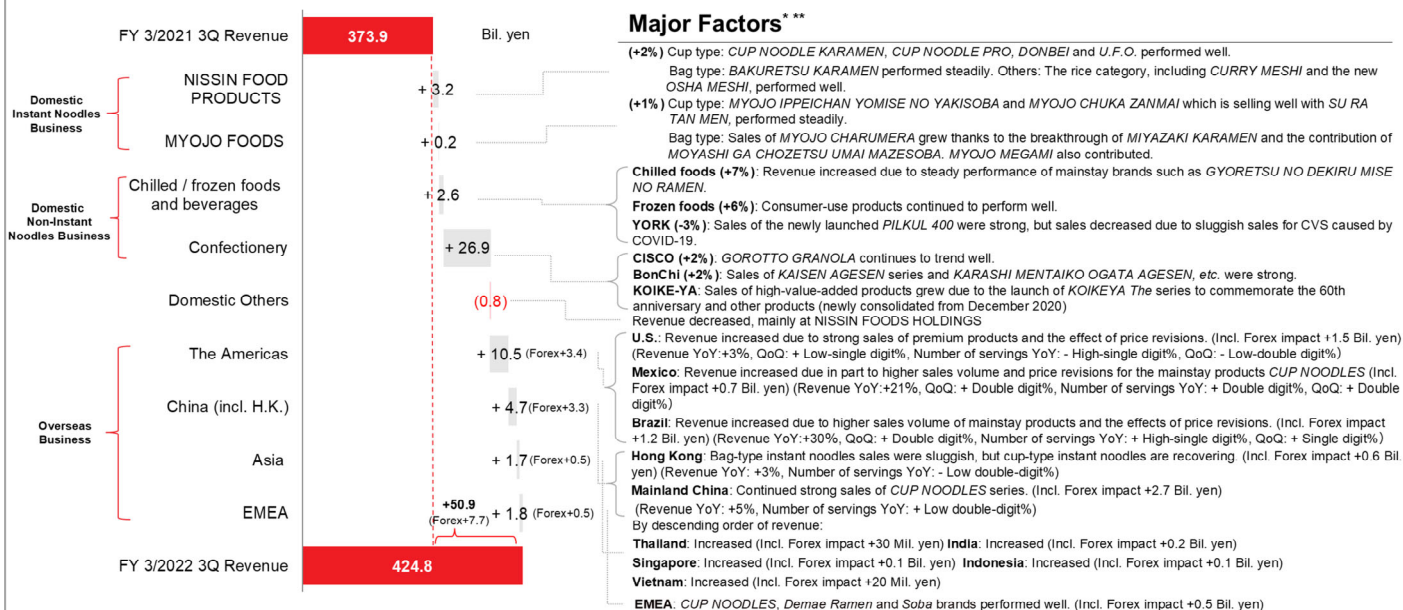 Major Factors* **
FY 3/2021 3Q Revenue
373.9
Bil. yen
Domestic
Instant Noodles
Business
NISSIN FOOD
PRODUCTS
+ 3.2
MYOJO FOODS
+ 0.2
Domestic
Non-Instant
Noodles Business
Chilled / frozen foods
and beverages
+ 2.6
Confectionery
+ 26.9
Domestic Others
(0.8)
Overseas
Business
The Americas
+ 10.5 (Forex+3.4)
China (incl. H.K.)
+ 4.7 (Forex+3.3)
Asia
+ 1.7 (Forex+0.5)
EMEA
+50.9
(Forex+7.7)
+ 1.8 (Forex+0.5)
FY 3/2022 3Q Revenue
424.8
(+2%) Cup type: CUP NOODLE KARAMEN, CUP NOODLE PRO, DONBEI and U.F.O. performed well.
Bag type: BAKURETSU KARAMEN performed steadily. Others: The rice category, including CURRY MESHI and the new
OSHA MESHI, performed well.
(+1%) Cup type: MYOJO IPPEICHAN YOMISE NO YAKISOBA and MYOJO CHUKA ZANMAI which is selling well with SU RA
TAN MEN, performed steadily.
Bag type: Sales of MYOJO CHARUMERA grew thanks to the breakthrough of MIYAZAKI KARAMEN and the contribution of
MOYASHI GA CHOZETSU UMAI MAZESOBA. MYOJO MEGAMI also contributed.
Chilled foods (+7%): Revenue increased due to steady performance of mainstay brands such as GYORETSU NO DEKIRU MISE
NO RAMEN.
Frozen foods (+6%): Consumer-use products continued to perform well.
YORK (-3%): Sales of the newly launched PILKUL 400 were strong, but sales decreased due to sluggish sales for CVS caused by
COVID-19.
CISCO (+2%): GOROTTO GRANOLA continues to trend well.
BonChi (+2%): Sales of KAISEN AGESEN series and KARASHI MENTAIKO OGATA AGESEN, etc. were strong.
KOIKE-YA: Sales of high-value-added products grew due to the launch of KOIKEYA The series to commemorate the 60th
anniversary and other products (newly consolidated from December 2020)
Revenue decreased, mainly at NISSIN FOODS HOLDINGS
U.S.: Revenue increased due to strong sales of premium products and the effect of price revisions. (Incl. Forex impact +1.5 Bil. yen)
(Revenue YoY:+3%, QoQ: + Low-single digit%, Number of servings YoY: - High-single digit%, QoQ: - Low-double digit%)
Mexico: Revenue increased due in part to higher sales volume and price revisions for the mainstay products CUP NOODLES (Incl.
Forex impact +0.7 Bil. yen) (Revenue YoY:+21%, QoQ: + Double digit%, Number of servings YoY: + Double digit%, QoQ: + Double
digit%)
Brazil: Revenue increased due to higher sales volume of mainstay products and the effects of price revisions. (Incl. Forex impact
+1.2 Bil. yen) (Revenue YoY:+30%, QoQ: + Double digit%, Number of servings YoY: + High-single digit%, QoQ: + Single digit%)
Hong Kong: Bag-type instant noodles sales were sluggish, but cup-type instant noodles are recovering. (Incl. Forex impact +0.6 Bil.
yen) (Revenue YoY: +3%, Number of servings YoY: - Low double-digit%)
Mainland China: Continued strong sales of CUP NOODLES series. (Incl. Forex impact +2.7 Bil. yen)
(Revenue YoY: +5%, Number of servings YoY: + Low double-digit%)
By descending order of revenue:
Thailand: Increased (Incl. Forex impact +30 Mil. yen) India: Increased (Incl. Forex impact +0.2 Bil. yen)
Singapore: Increased (Incl. Forex impact +0.1 Bil. yen) Indonesia: Increased (Incl. Forex impact +0.1 Bil. yen)
Vietnam: Increased (Incl. Forex impact +20 Mil. yen)
EMEA: CUP NOODLES, Demae Ramen and Soba brands performed well. (Incl. Forex impact +0.5 Bil. yen)